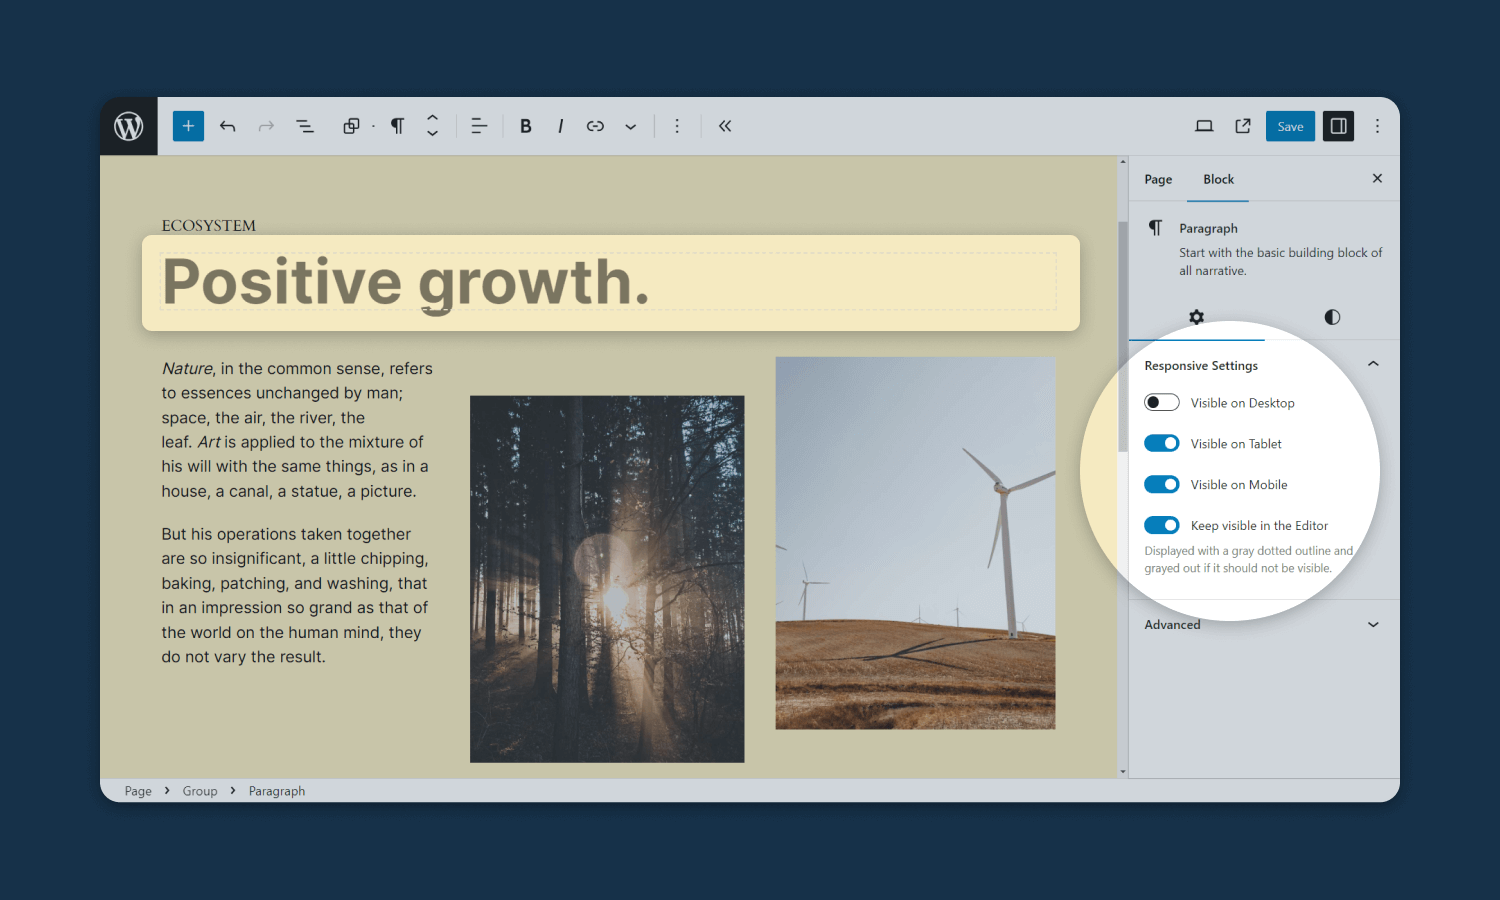 B I
Save
Page Block
Paragraph
Start with the basic building block of
all narrative.
ECOSYSTEM
Positive growth.
Nature, in the common sense, refers
to essences unchanged by man;
space, the air, the river, the
leaf. Art is applied to the mixture of
his will with the same things, as in a
house, a canal, a statue, a picture.
But his operations taken together
are so insignificant, a little chipping,
baking, patching, and washing, that
in an impression so grand as that of
the world on the human mind, they
do not vary the result.
Responsive Settings
Visible on Desktop
Visible on Tablet
Visible on Mobile
Keep visible in the Editor
Displayed with a gray dotted outline and
grayed out if it should not be visible.
Advanced
Page > Group > Paragraph